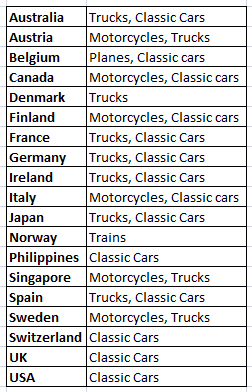 Australia Trucks, Classic Cars
Austria Motorcycles, Trucks
Belgium Planes, Classic Cars
Canada Motorcycles, Classic cars
Denmark Trucks
Finland Motorcycles, Classic cars
France Trucks, Classic Cars
Germany Trucks, Classic Cars
Ireland Trucks, Classic Cars
Italy Motorcycles, Classic cars
Japan Trucks, Classic Cars
Norway Trains
Philippines Classic Cars
Singapore Motorcycles, Trucks
Spain Trucks, Classic Cars
Sweden Motorcycles, Trucks
Switzerland Classic Cars
UK Classic Cars
USA Classic Cars